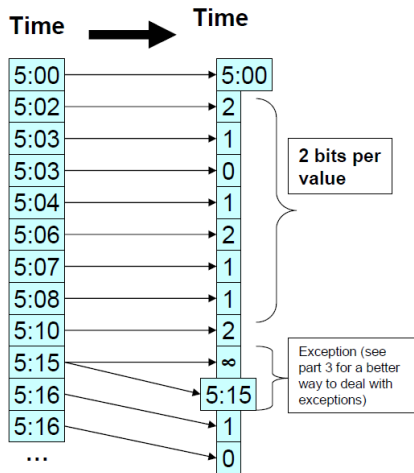 Time Time
5:00 5:00
5:02 2
5:03 1
5:03 0
5:04 1
5:06 2
5:07 1
5:08 1
5:10 2
5:15 ∞
5:15
5:16 1
5:16 0
...
2 bits per
value
Exception (see
part 3 for a better
way to deal with
exceptions)